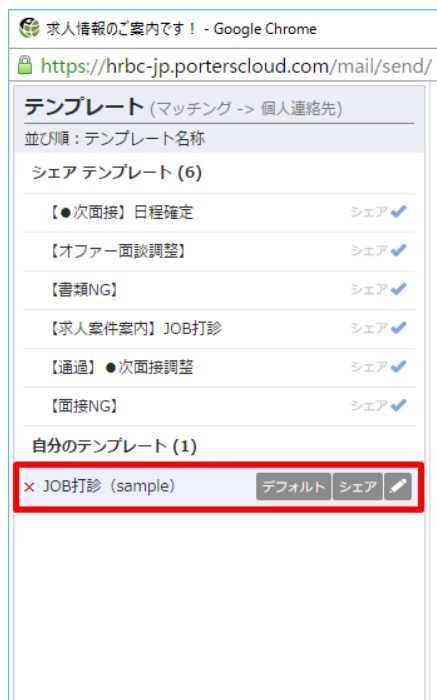 求人情報のご案内です！ - Google Chrome
https://hrbc-jp.porterscloud.com/mail/send/
テンプレート (マッチング -> 個人連絡先)
並び順：テンプレート名称
シェア テンプレート (6)
【●次面接】日程確定 シェア
【オファー面談調整】 シェア
【書類NG】 シェア
【求人案件案内】JOB打診 シェア
【通過】●次面接調整 シェア
【面接NG】 シェア
自分のテンプレート (1)
× JOB打診（sample） デフォルト シェア